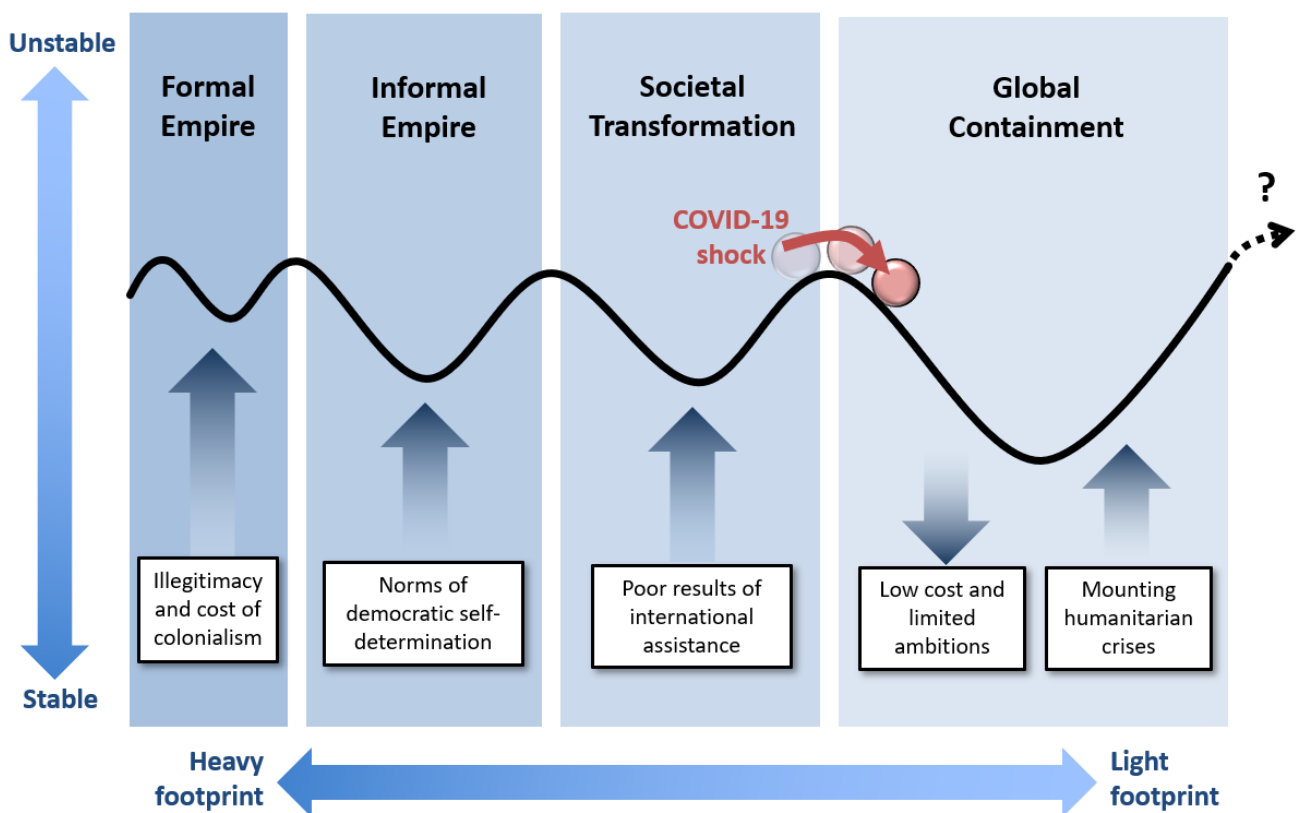 Unstable
Formal
Empire
Informal
Empire
Societal
Transformation
Global
Containment
?
COVID-19
shock
Illegitimacy
and cost of
colonialism
Norms of
democratic self-
determination
Poor results of
international
assistance
Low cost and
limited
ambitions
Mounting
humanitarian
crises
Stable
Heavy
footprint
Light
footprint